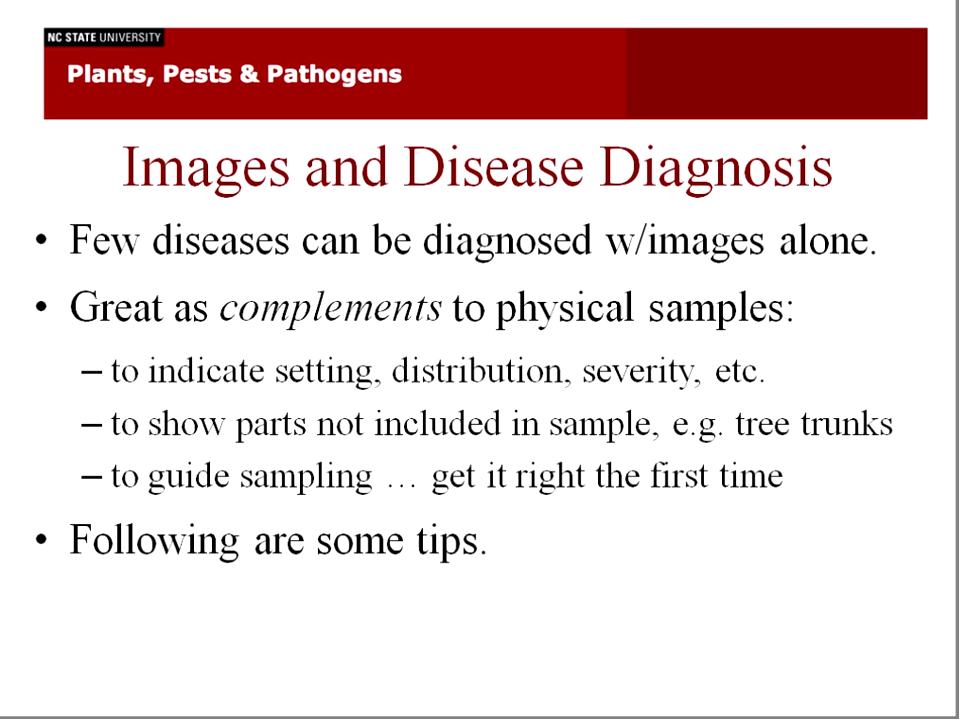 NC STATE UNIVERSITY
Plants, Pests & Pathogens
Images and Disease Diagnosis
• Few diseases can be diagnosed w/images alone.
• Great as complements to physical samples:
– to indicate setting, distribution, severity, etc.
– to show parts not included in sample, e.g. tree trunks
– to guide sampling … get it right the first time
• Following are some tips.